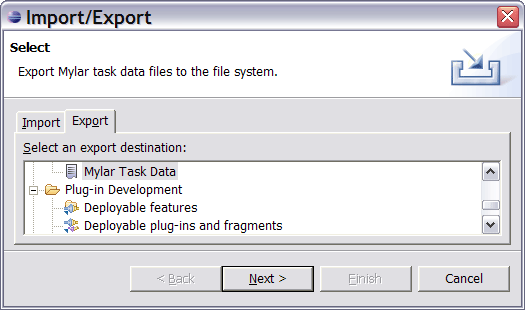 Import/Export
Select
Export Mylar task data files to the file system.
Import Export
Select an export destination:
Mylar Task Data
Plug-in Development
Deployable features
Deployable plug-ins and fragments
< Back Next > Finish Cancel